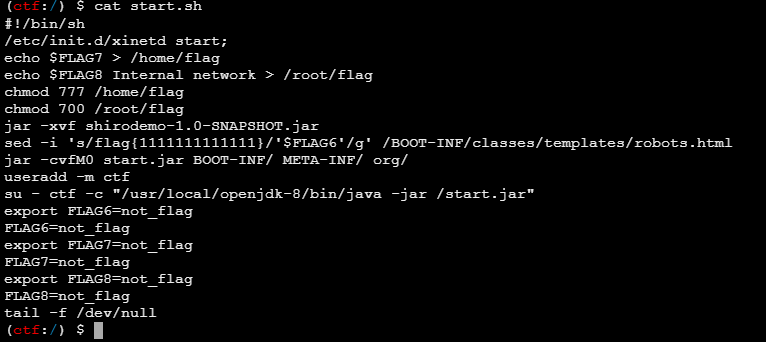 (ctf:/) $ cat start.sh
#!/bin/sh
/etc/init.d/xinetd start;
echo $FLAG7 > /home/flag
echo $FLAG8 Internal network > /root/flag
chmod 777 /home/flag
chmod 700 /root/flag
jar -xvf shirodemo-1.0-SNAPSHOT.jar
sed -i 's/flag{1111111111111}/'$FLAG6'/g' /BOOT-INF/classes/templates/robots.html
jar -cvfM0 start.jar BOOT-INF/ META-INF/ org/
useradd -m ctf
su - ctf -c "/usr/local/openjdk-8/bin/java -jar /start.jar"
export FLAG6=not_flag
FLAG6=not_flag
export FLAG7=not_flag
FLAG7=not_flag
export FLAG8=not_flag
FLAG8=not_flag
tail -f /dev/null
(ctf:/) $